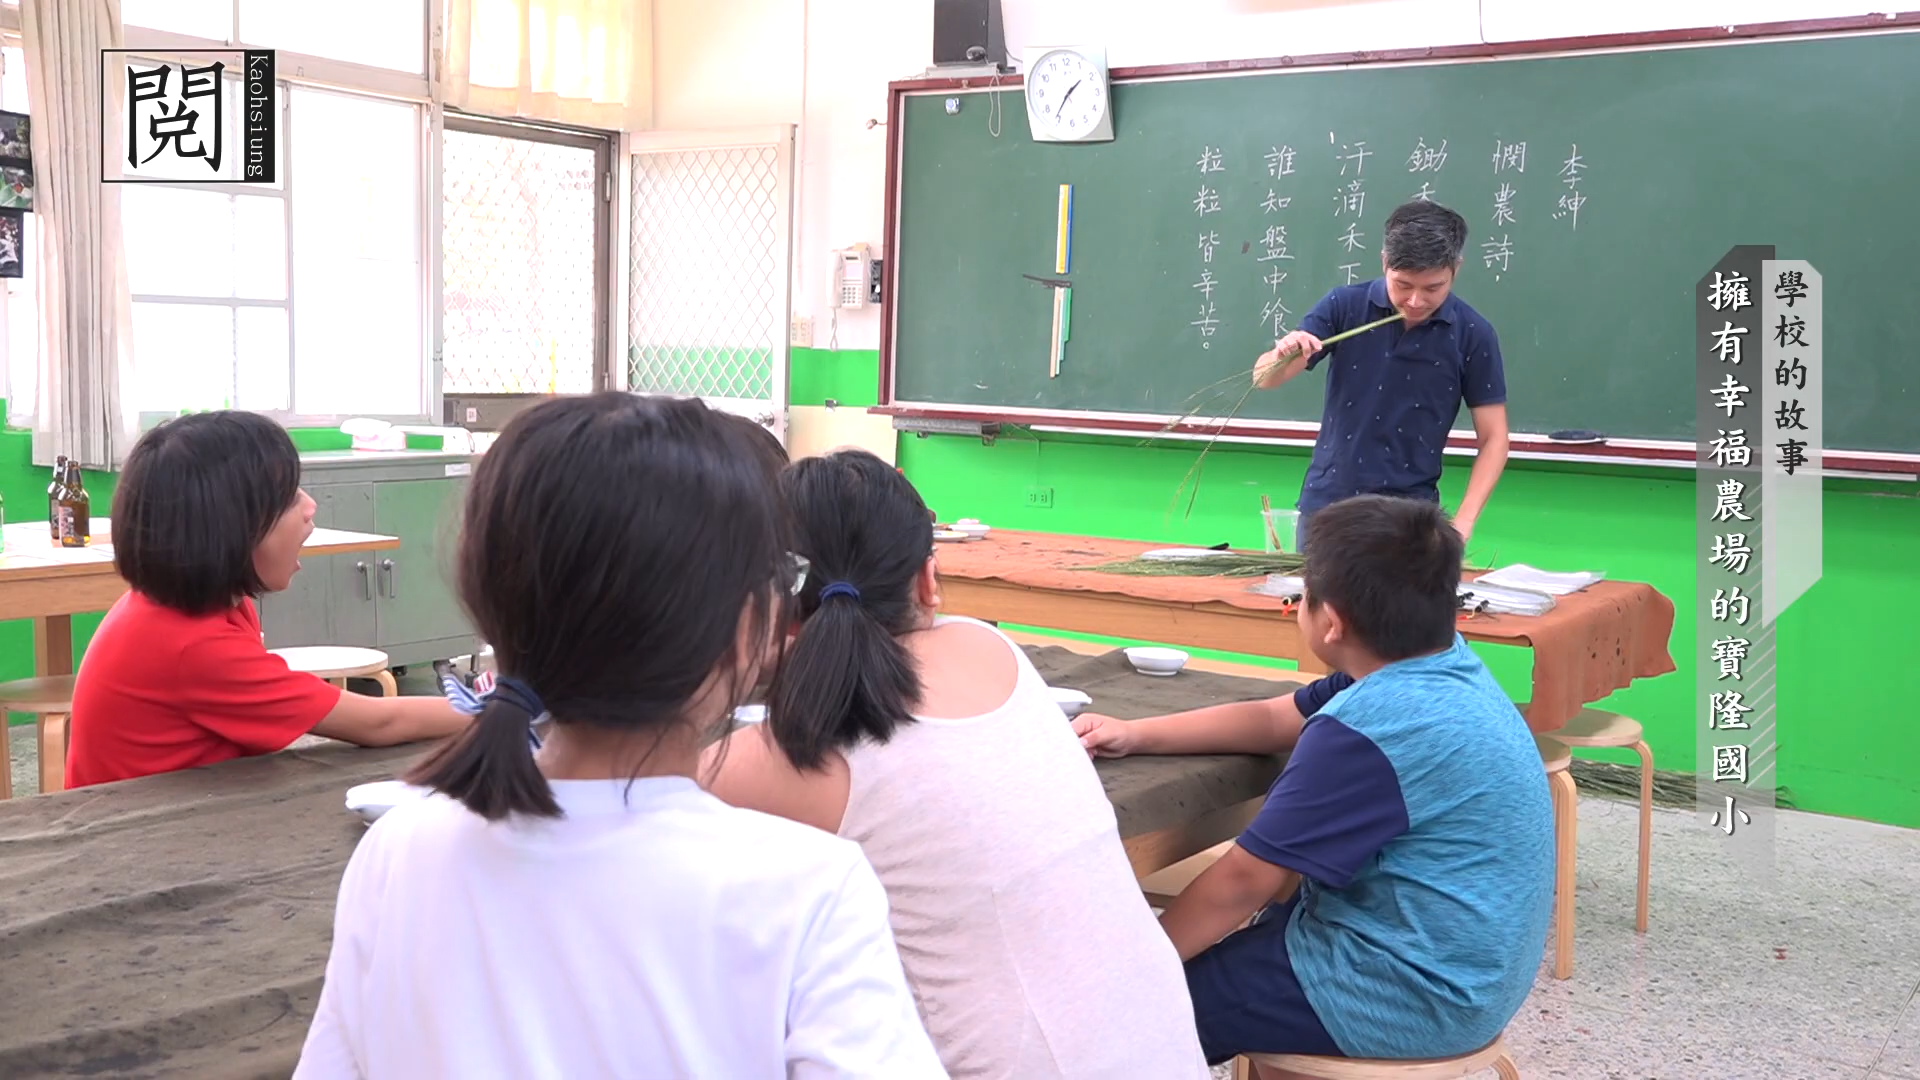 閱
Kaohsiung
李紳
憫農詩，
鋤禾
汗滴禾下
誰知盤中飧
粒粒皆辛苦。
學校的故事
擁有幸福農場的寶隆國小